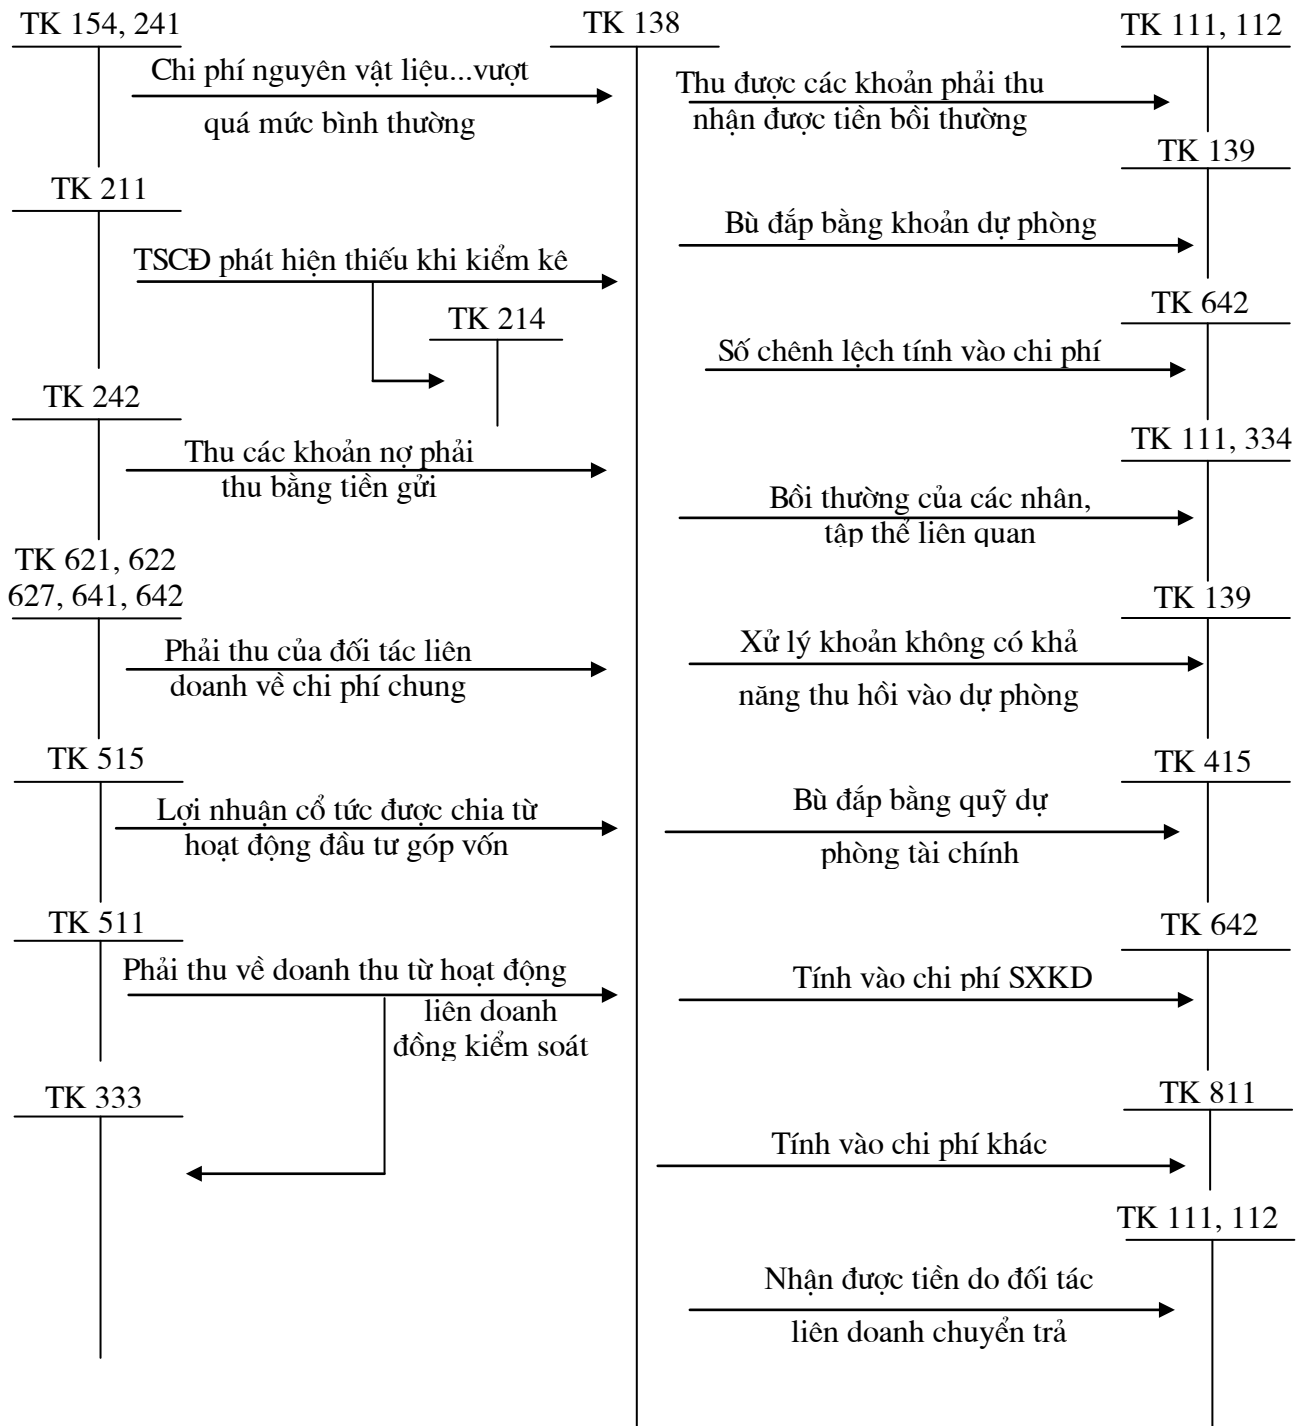 TK 154, 241
TK 138
TK 111, 112
Chi phí nguyên vật liệu...vượt
quá mức bình thường
Thu được các khoản phải thu
nhận được tiền bồi thường
TK 139
TK 211
Bù đắp bằng khoản dự phòng
TSCĐ phát hiện thiếu khi kiểm kê
TK 214
TK 642
Số chênh lệch tính vào chi phí
TK 242
Thu các khoản nợ phải
thu bằng tiền gửi
TK 111, 334
Bồi thường của các nhân,
tập thể liên quan
TK 621, 622
627, 641, 642
TK 139
Phải thu của đối tác liên
doanh về chi phí chung
Xử lý khoản không có khả
năng thu hồi vào dự phòng
TK 515
TK 415
Lợi nhuận cổ tức được chia từ
hoạt động đầu tư góp vốn
Bù đắp bằng quỹ dự
phòng tài chính
TK 511
TK 642
Phải thu về doanh thu từ hoạt động
liên doanh
đồng kiểm soát
Tính vào chi phí SXKD
TK 333
TK 811
Tính vào chi phí khác
TK 111, 112
Nhận được tiền do đối tác
liên doanh chuyển trả